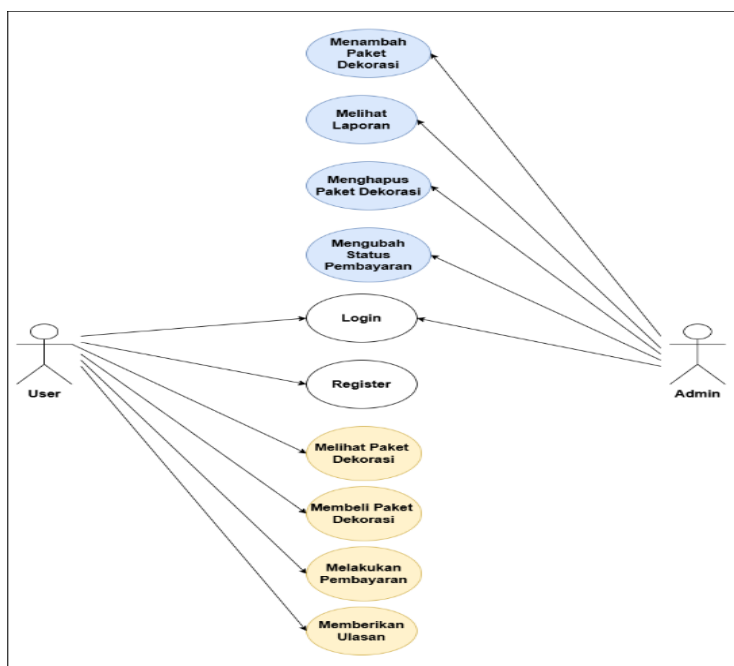 Menambah
Paket
Dekorasi
Melihat
Laporan
Menghapus
Paket Dekorasi
Mengubah
Status
Pembayaran
Login
Register
User
Admin
Melihat Paket
Dekorasi
Membeli Paket
Dekorasi
Melakukan
Pembayaran
Memberikan
Ulasan